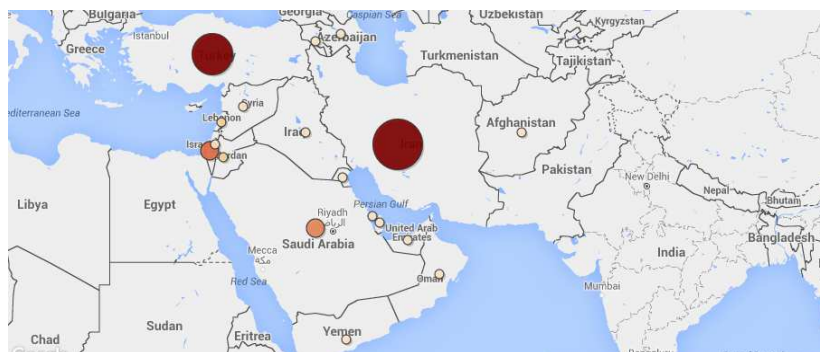 Bulgaria
Georgia
Caspian Sea
Uzbekistan
Kyrgyzstan
Istanbul
Azerbaijan
Greece
Turkey
Turkmenistan
Tajikistan
Mediterranean Sea
Syria
Lebanon
Afghanistan
Iraq
Iran
Israel
Jordan
Pakistan
New Delhi
Nepal
Bhutan
Libya
Egypt
Persian Gulf
Riyadh
الرياض
United Arab
Emirates
Bangladesh
Saudi Arabia
Mecca
مكة
India
Oman
Red Sea
Mumbai
Sudan
Chad
Eritrea
Yemen